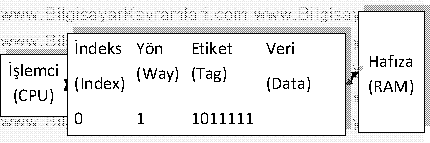 www.BilgisayarKavramlari.com www.Bilgisay
www.B
İşlemci
(CPU)
İndeks Yön Etiket Veri
(Index) (Way) (Tag) (Data)
0 1 1011111
Hafıza
(RAM)